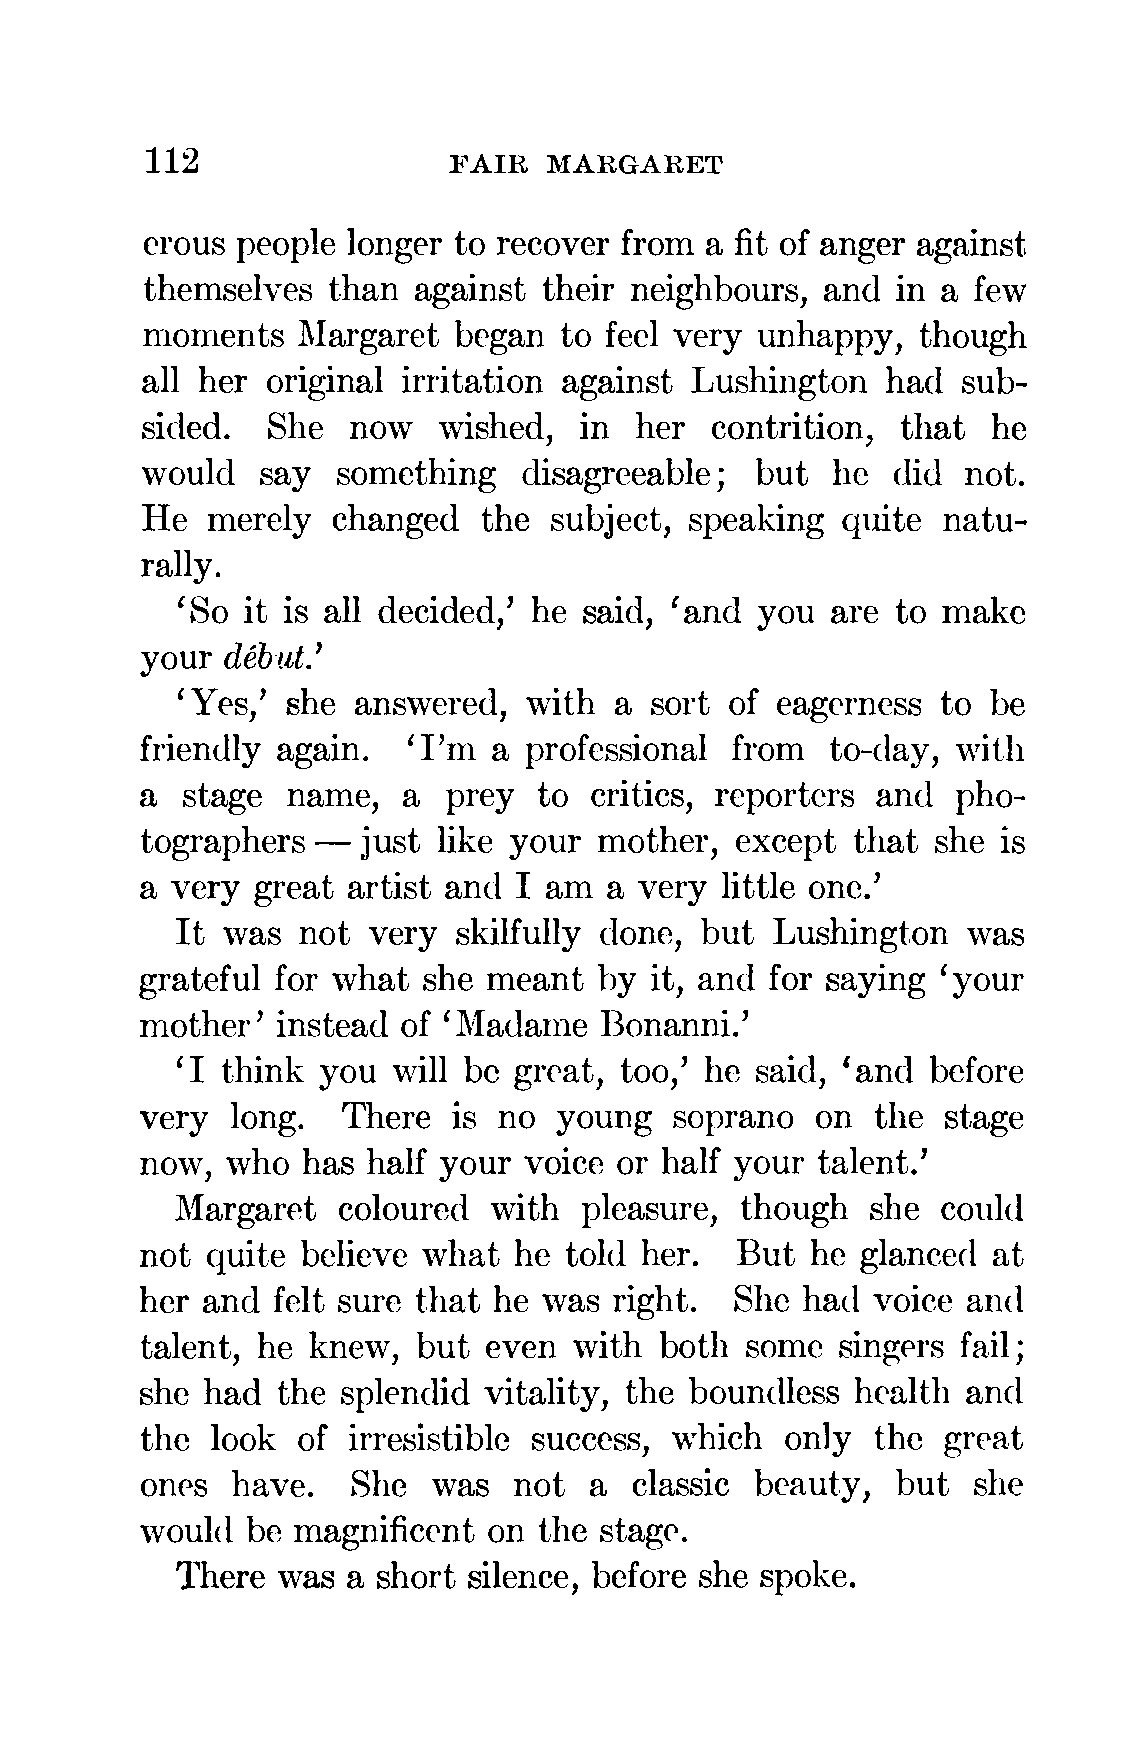 112 FAIR MARGARET
erous people longer to recover from a fit of anger against
themselves than against their neighbours, and in a few
moments Margaret began to feel very unhappy, though
all her original irritation against Lushington had sub-
sided. She now wished, in her contrition, that he
would say something disagreeable; but he did not.
He merely changed the subject, speaking quite natu-
rally.
‘So it is all decided,’ he said, ‘and you are to make
your début.’
‘Yes,’ she answered, with a sort of eagerness to be
friendly again. ‘I’m a professional from to-day, with
a stage name, a prey to critics, reporters and pho-
tographers — just like your mother, except that she is
a very great artist and I am a very little one.’
It was not very skilfully done, but Lushington was
grateful for what she meant by it, and for saying ‘your
mother’ instead of ‘Madame Bonanni.’
‘I think you will be great, too,’ he said, ‘and before
very long. There is no young soprano on the stage
now, who has half your voice or half your talent.’
Margaret coloured with pleasure, though she could
not quite believe what he told her. But he glanced at
her and felt sure that he was right. She had voice and
talent, he knew, but even with both some singers fail;
she had the splendid vitality, the boundless health and
the look of irresistible success, which only the great
ones have. She was not a classic beauty, but she
would be magnificent on the stage.
There was a short silence, before she spoke.